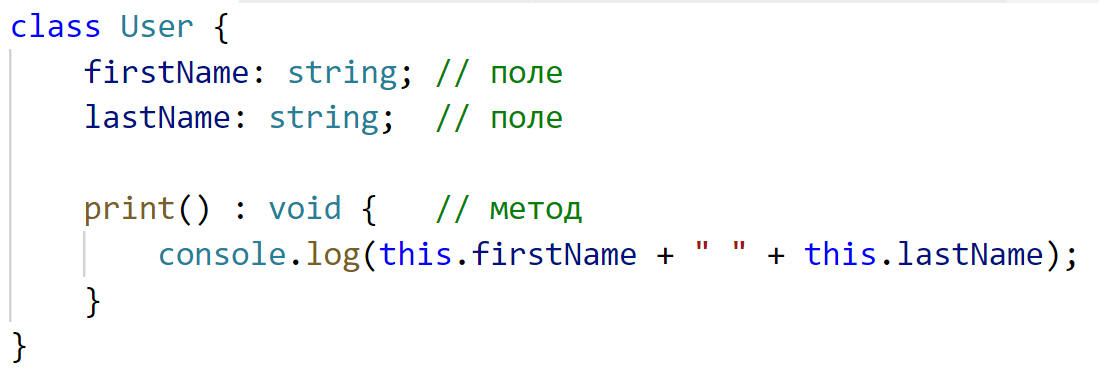 class User {
    firstName: string; // поле
    lastName: string;  // поле
    print() : void {   // метод
        console.log(this.firstName + " " + this.lastName);
    }
}